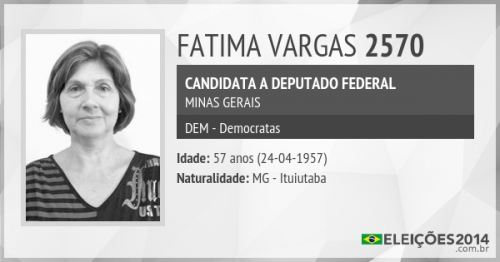 FATIMA VARGAS 2570
CANDIDATA A DEPUTADO FEDERAL
MINAS GERAIS
DEM - Democratas
Idade: 57 anos (24-04-1957)
Naturalidade: MG - Ituiutaba
ELEIÇÕES2014
.com.br